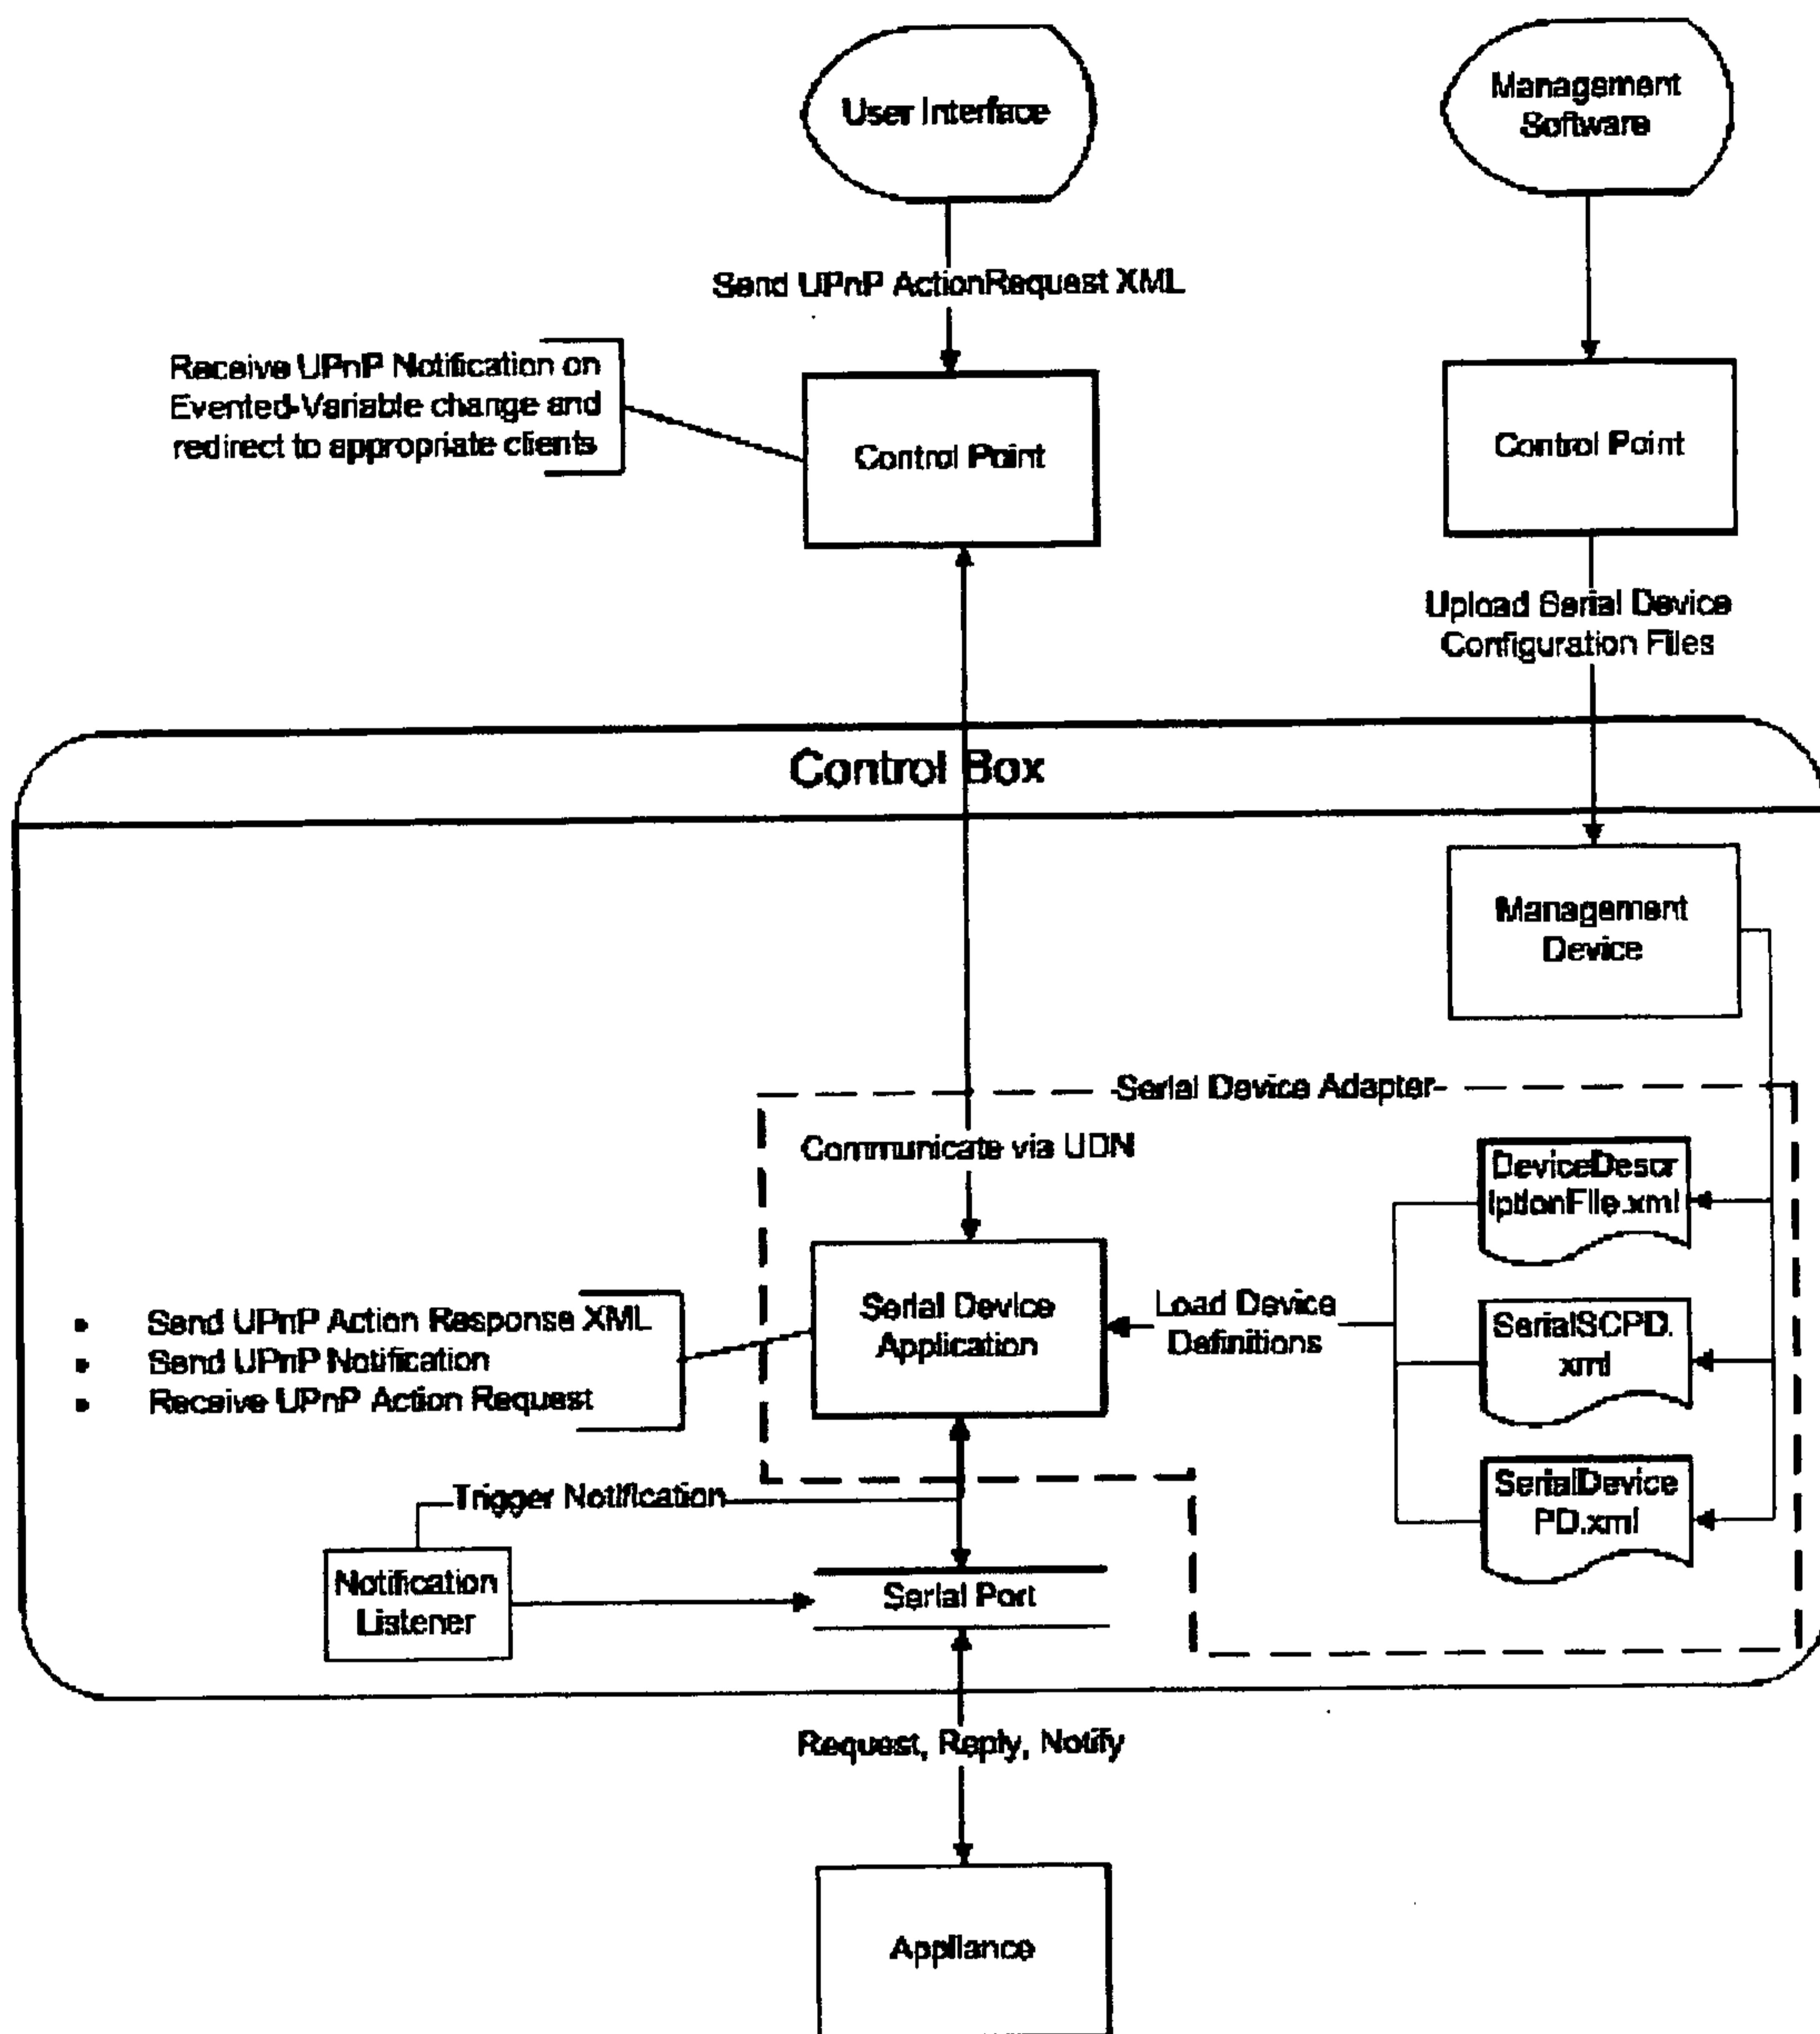 User Interface
Management
Software
Send UPnP ActionRequest XML
Receive UPnP Notification on
Evented-Variable change and
redirect to appropriate clients
Control Point
Control Point
Upload Serial Device
Configuration Files
Control Box
Management
Device
Serial Device Adapter
Communicate via UDN
DeviceDescr
iptionFile.xml
Serial Device
Application
Load Device
Definitions
SerialSCPD.
xml
• Send UPnP Action Response XML
• Send UPnP Notification
• Receive UPnP Action Request
Trigger Notification
SerialDevice
PD.xml
Notification
Listener
Serial Port
Request, Reply, Notify
Appliance